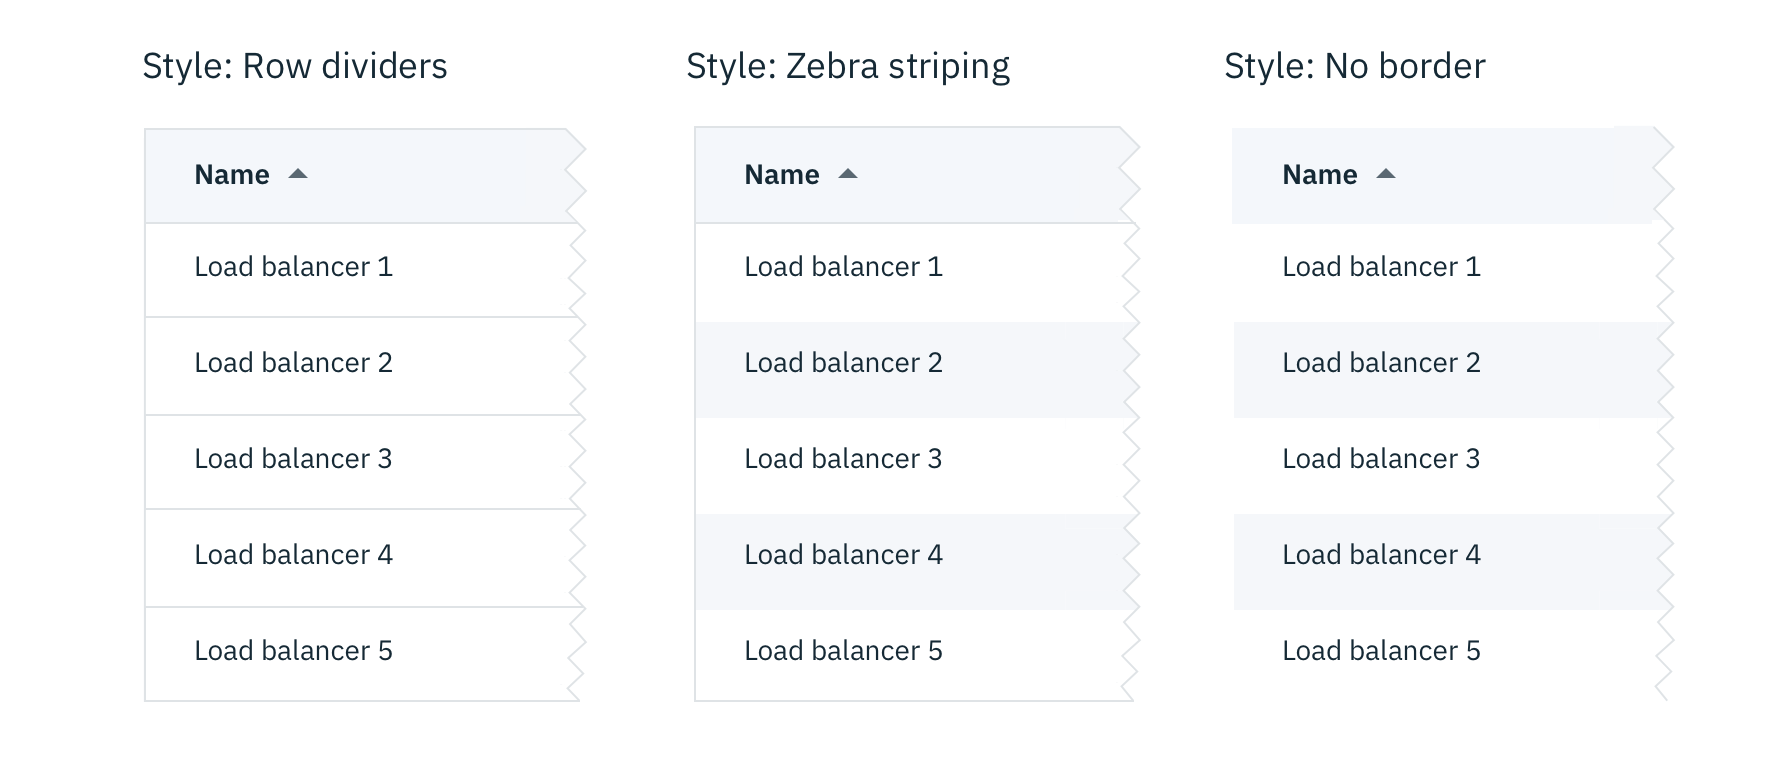 Style: Row dividers
Name
Load balancer 1
Load balancer 2
Load balancer 3
Load balancer 4
Load balancer 5
Style: Zebra striping
Name
Load balancer 1
Load balancer 2
Load balancer 3
Load balancer 4
Load balancer 5
Style: No border
Name
Load balancer 1
Load balancer 2
Load balancer 3
Load balancer 4
Load balancer 5